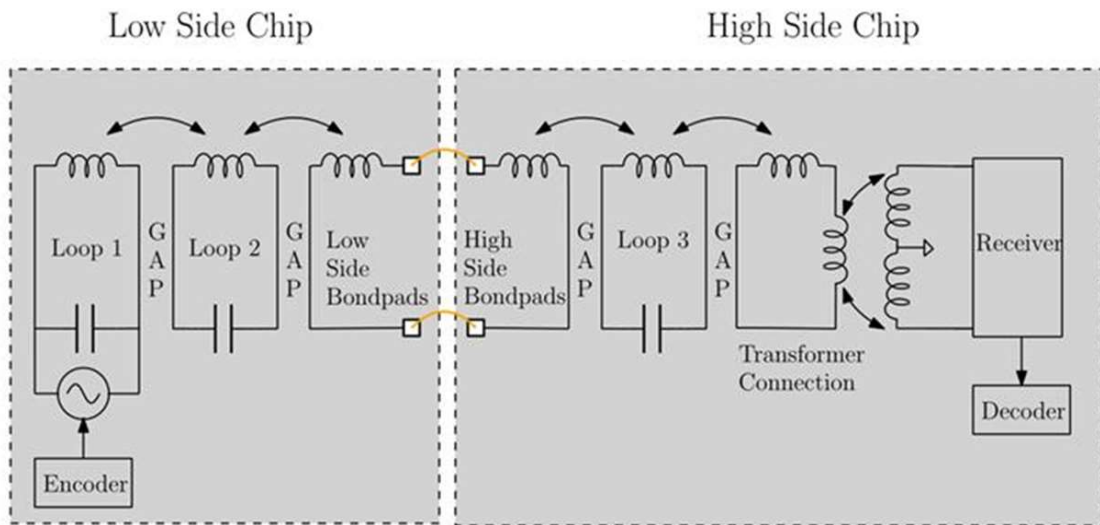 Low Side Chip
High Side Chip
Loop 1
G
A
P
Loop 2
G
A
P
Low
Side
Bondpads
High
Side
Bondpads
G
A
P
Loop 3
G
A
P
Receiver
Transformer
Connection
Decoder
Encoder